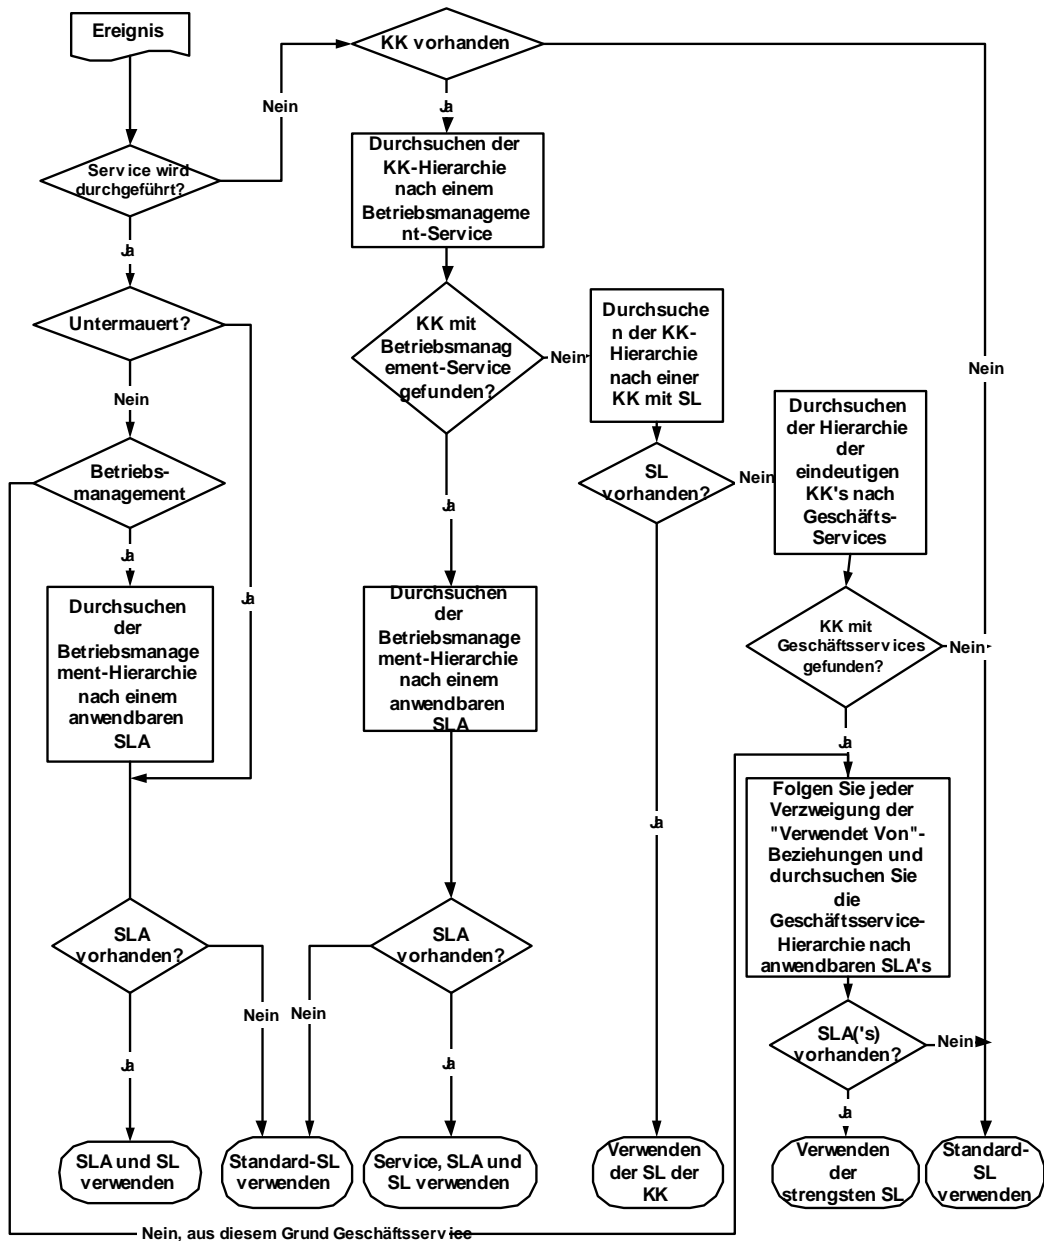 Ereignis
KK vorhanden
Nein
Ja
Service wird
durchgeführt?
Durchsuchen der
KK-Hierarchie
nach einem
Betriebsmanageme
nt-Service
Ja
Untermauert?
KK mit
Betriebsmanag
ement-Service
gefunden?
Nein
Durchsuche
n der KK-
Hierarchie
nach einer
KK mit SL
Nein
Nein
Durchsuchen
der Hierarchie
der
eindeutigen
KK's nach
Geschäfts-
Services
Betriebs-
management
SL
vorhanden?
Nein
Ja
Ja
Ja
Durchsuchen
der
Betriebsmanage
ment-Hierarchie
nach einem
anwendbaren
SLA
Durchsuchen
der
Betriebsmanage
ment-Hierarchie
nach einem
anwendbaren
SLA
KK mit
Geschäftsservices
gefunden?
Nein
Ja
Ja
Folgen Sie jeder
Verzweigung der
"Verwendet Von"-
Beziehungen und
durchsuchen Sie
die
Geschäftsservice-
Hierarchie nach
anwendbaren SLA's
SLA
vorhanden?
SLA
vorhanden?
Nein
Nein
SLA('s)
vorhanden?
Nein
Ja
Ja
Ja
SLA und SL
verwenden
Standard-SL
verwenden
Service, SLA und
SL verwenden
Verwenden
der SL der
KK
Verwenden
der
strengsten SL
Standard-
SL
verwenden
Nein, aus diesem Grund Geschäftsservice